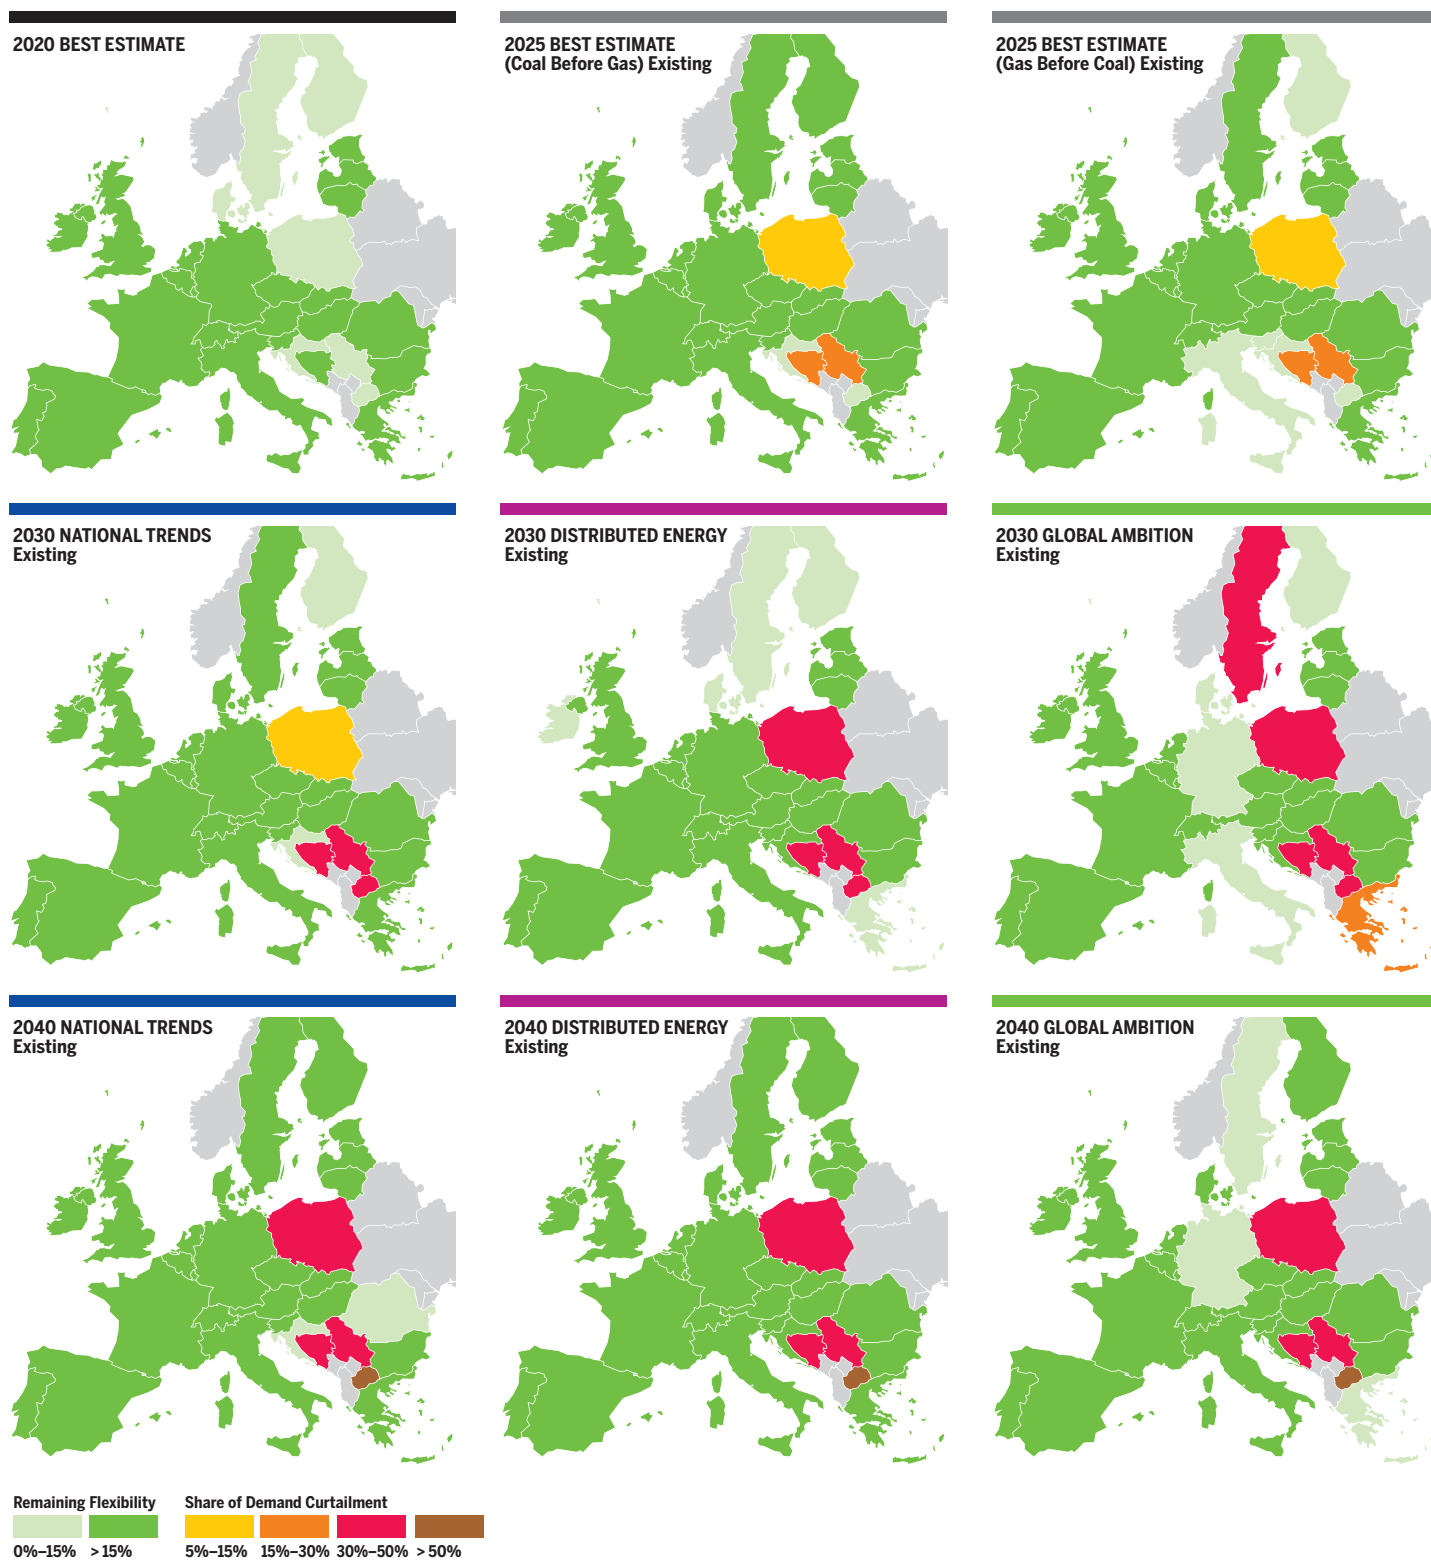 2020 BEST ESTIMATE
2025 BEST ESTIMATE
(Coal Before Gas) Existing
2025 BEST ESTIMATE
(Gas Before Coal) Existing
2030 NATIONAL TRENDS
Existing
2030 DISTRIBUTED ENERGY
Existing
2030 GLOBAL AMBITION
Existing
2040 NATIONAL TRENDS
Existing
2040 DISTRIBUTED ENERGY
Existing
2040 GLOBAL AMBITION
Existing
Remaining Flexibility
0%–15% > 15%
Share of Demand Curtailment
5%–15% 15%–30% 30%–50% > 50%